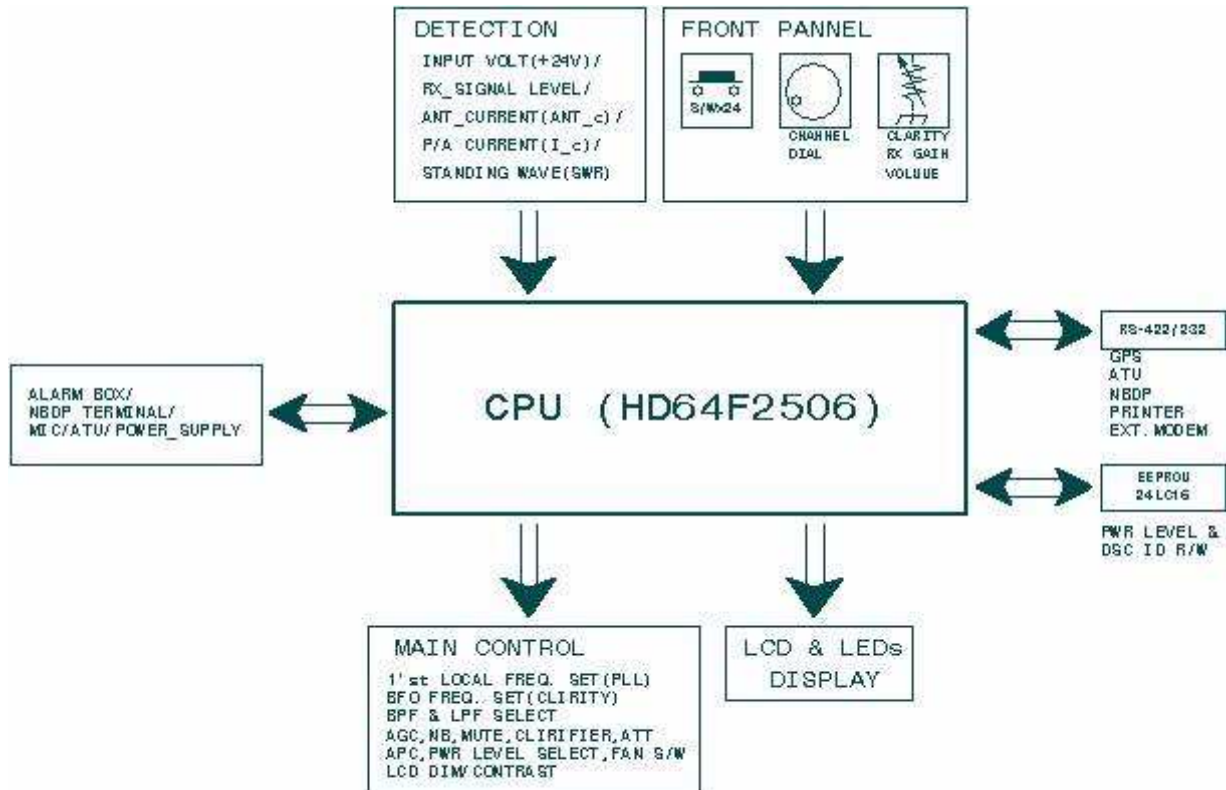 DETECTION
INPUT VOLT(+24V)/
RX_SIGNAL LEVEL/
ANT_CURRENT(ANT_c)/
P/A CURRENT(I_c)/
STANDING WAVE(SWR)
FRONT PANNEL
S/Wx24
CHANNEL
DIAL
CLARITY
RX GAIN
VOLUUE
ALARM BOX/
NBDP TERMINAL/
MIC/ATU/POWER_SUPPLY
CPU (HD64F2506)
RS-422/232
GPS
ATU
NBDP
PRINTER
EXT.MODEM
EEPROU
24LC16
PWR LEVEL &
DSC ID R/W
MAIN CONTROL
1'st LOCAL FREQ. SET(PLL)
BFO FREQ. SET(CLIRITY)
BPF & LPF SELECT
AGC,NB,MUTE,CLIRIFIER,ATT
APC,PWR LEVEL SELECT,FAN S/W
LCD DIM/CONTRAST
LCD & LEDs
DISPLAY